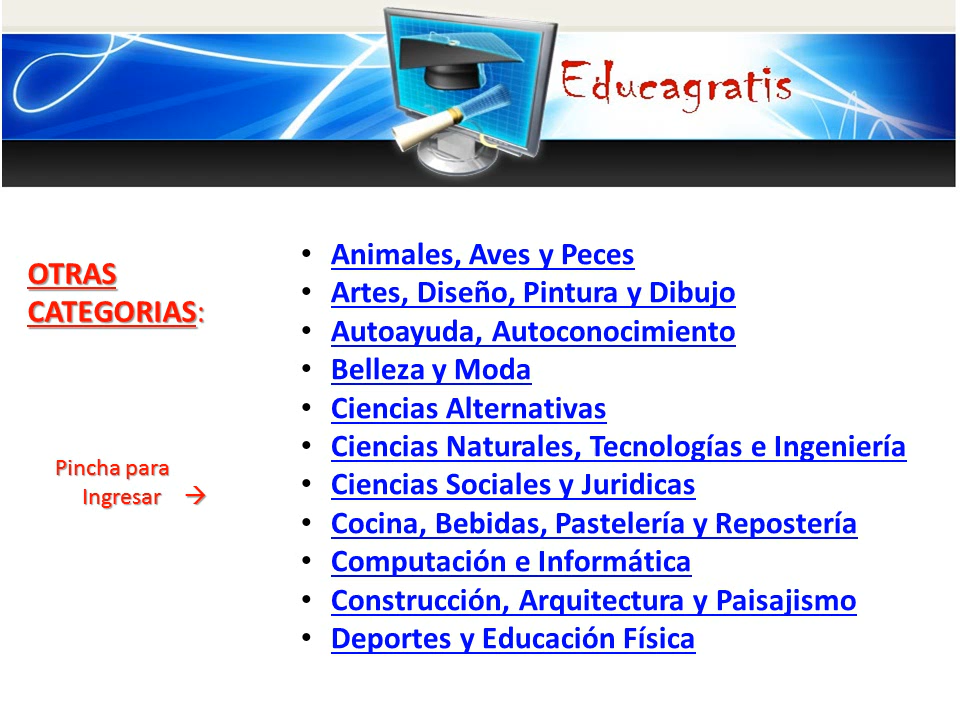 Educagratis
OTRAS
CATEGORIAS:
Pincha para
Ingresar →
• Animales, Aves y Peces
• Artes, Diseño, Pintura y Dibujo
• Autoayuda, Autoconocimiento
• Belleza y Moda
• Ciencias Alternativas
• Ciencias Naturales, Tecnologías e Ingeniería
• Ciencias Sociales y Juridicas
• Cocina, Bebidas, Pastelería y Repostería
• Computación e Informática
• Construcción, Arquitectura y Paisajismo
• Deportes y Educación Física